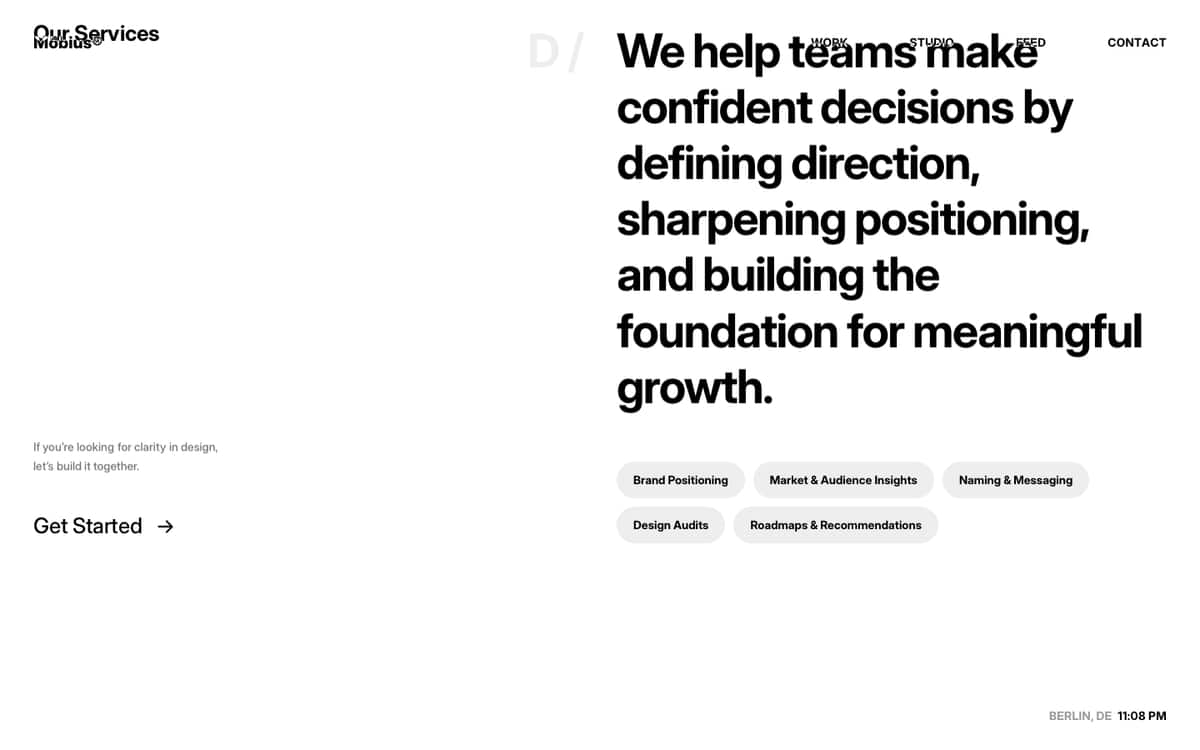 Our Services
Möbius®
WORK
STUDIO
FEED
CONTACT
D /
We help teams make
confident decisions by
defining direction,
sharpening positioning,
and building the
foundation for meaningful
growth.
If you’re looking for clarity in design,
let’s build it together.
Get Started →
Brand Positioning
Market & Audience Insights
Naming & Messaging
Design Audits
Roadmaps & Recommendations
BERLIN, DE 11:08 PM